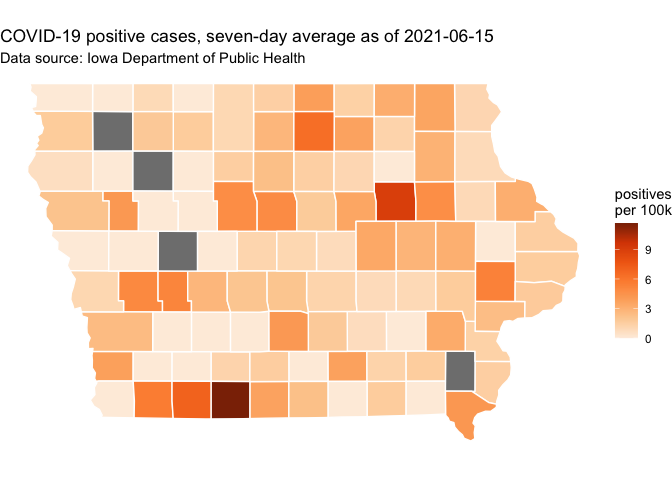 COVID-19 positive cases, seven-day average as of 2021-06-15
Data source: Iowa Department of Public Health
positives
per 100k
9
6
3
0